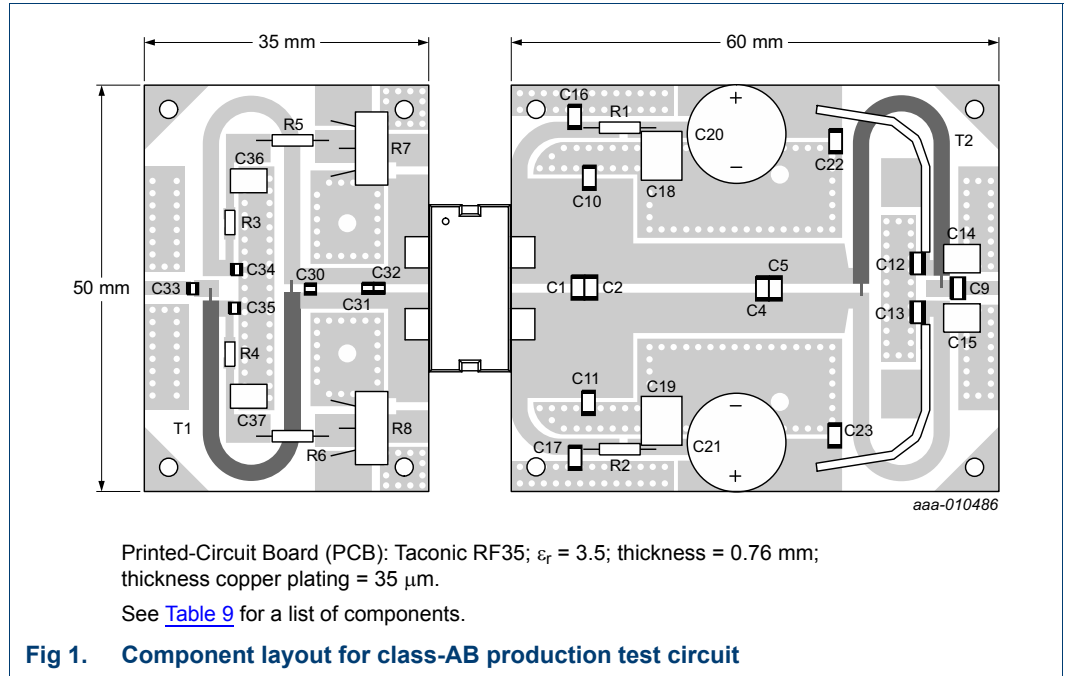 35 mm
60 mm
50 mm
C16
R1
C20
+
−
C22
T2
C10
C18
R5
C36
R7
R3
C34
C33
C35
C30
C32
C31
R4
C37
T1
R6
R8
C1
C2
C5
C4
C12
C14
C9
C13
C15
C11
C19
−
C21
+
C17
R2
C23
aaa-010486
Printed-Circuit Board (PCB): Taconic RF35; εr = 3.5; thickness = 0.76 mm;
thickness copper plating = 35 μm.
See Table 9 for a list of components.
Fig 1. Component layout for class-AB production test circuit